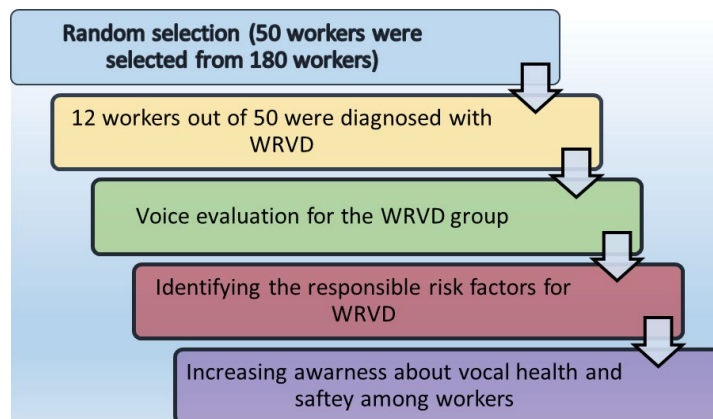 Random selection (50 workers were
selected from 180 workers)
12 workers out of 50 were diagnosed with
WRVD
Voice evaluation for the WRVD group
Identifying the responsible risk factors for
WRVD
Increasing awarness about vocal health and
saftey among workers